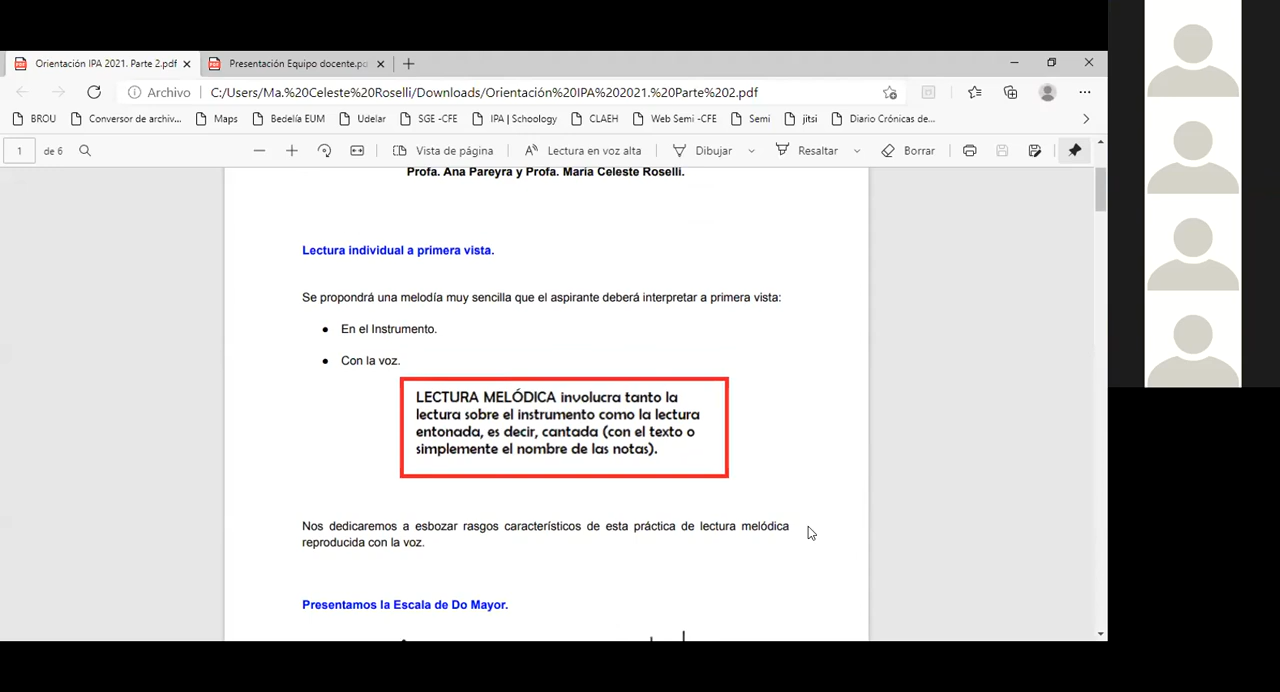 Orientación IPA 2021. Parte 2.pdf
Presentación Equipo docente.pdf
Archivo C:/Users/Ma.%20Celeste%20Roselli/Downloads/Orientación%20IPA%202021.%20Parte%202.pdf
BROU Conversor de archiv... Maps Bedelía EUM Udelar SGE -CFE IPA | Schoology CLAEH Web Semi -CFE Semi jitsi Diario Crónicas de...
1 de 6 Vista de página Lectura en voz alta Dibujar Resaltar Borrar
Profa. Ana Pareyra y Profa. María Celeste Roselli.
Lectura individual a primera vista.
Se propondrá una melodía muy sencilla que el aspirante deberá interpretar a primera vista:
● En el Instrumento.
● Con la voz.
LECTURA MELÓDICA involucra tanto la
lectura sobre el instrumento como la lectura
entonada, es decir, cantada (con el texto o
simplemente el nombre de las notas).
Nos dedicaremos a esbozar rasgos característicos de esta práctica de lectura melódica
reproducida con la voz.
Presentamos la Escala de Do Mayor.